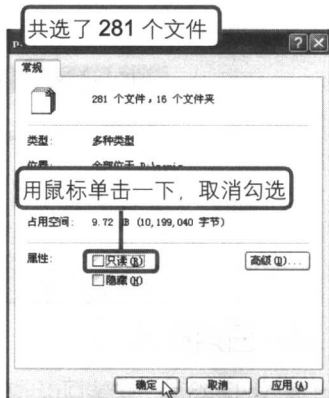 共选了 281 个文件
常规
281 个文件，16 个文件夹
类型: 多种类型
用鼠标单击一下，取消勾选
占用空间: 9.72 MB (10,199,040 字节)
属性: 只读(R) 高级(D)...
隐藏(H)
确定 取消 应用(A)